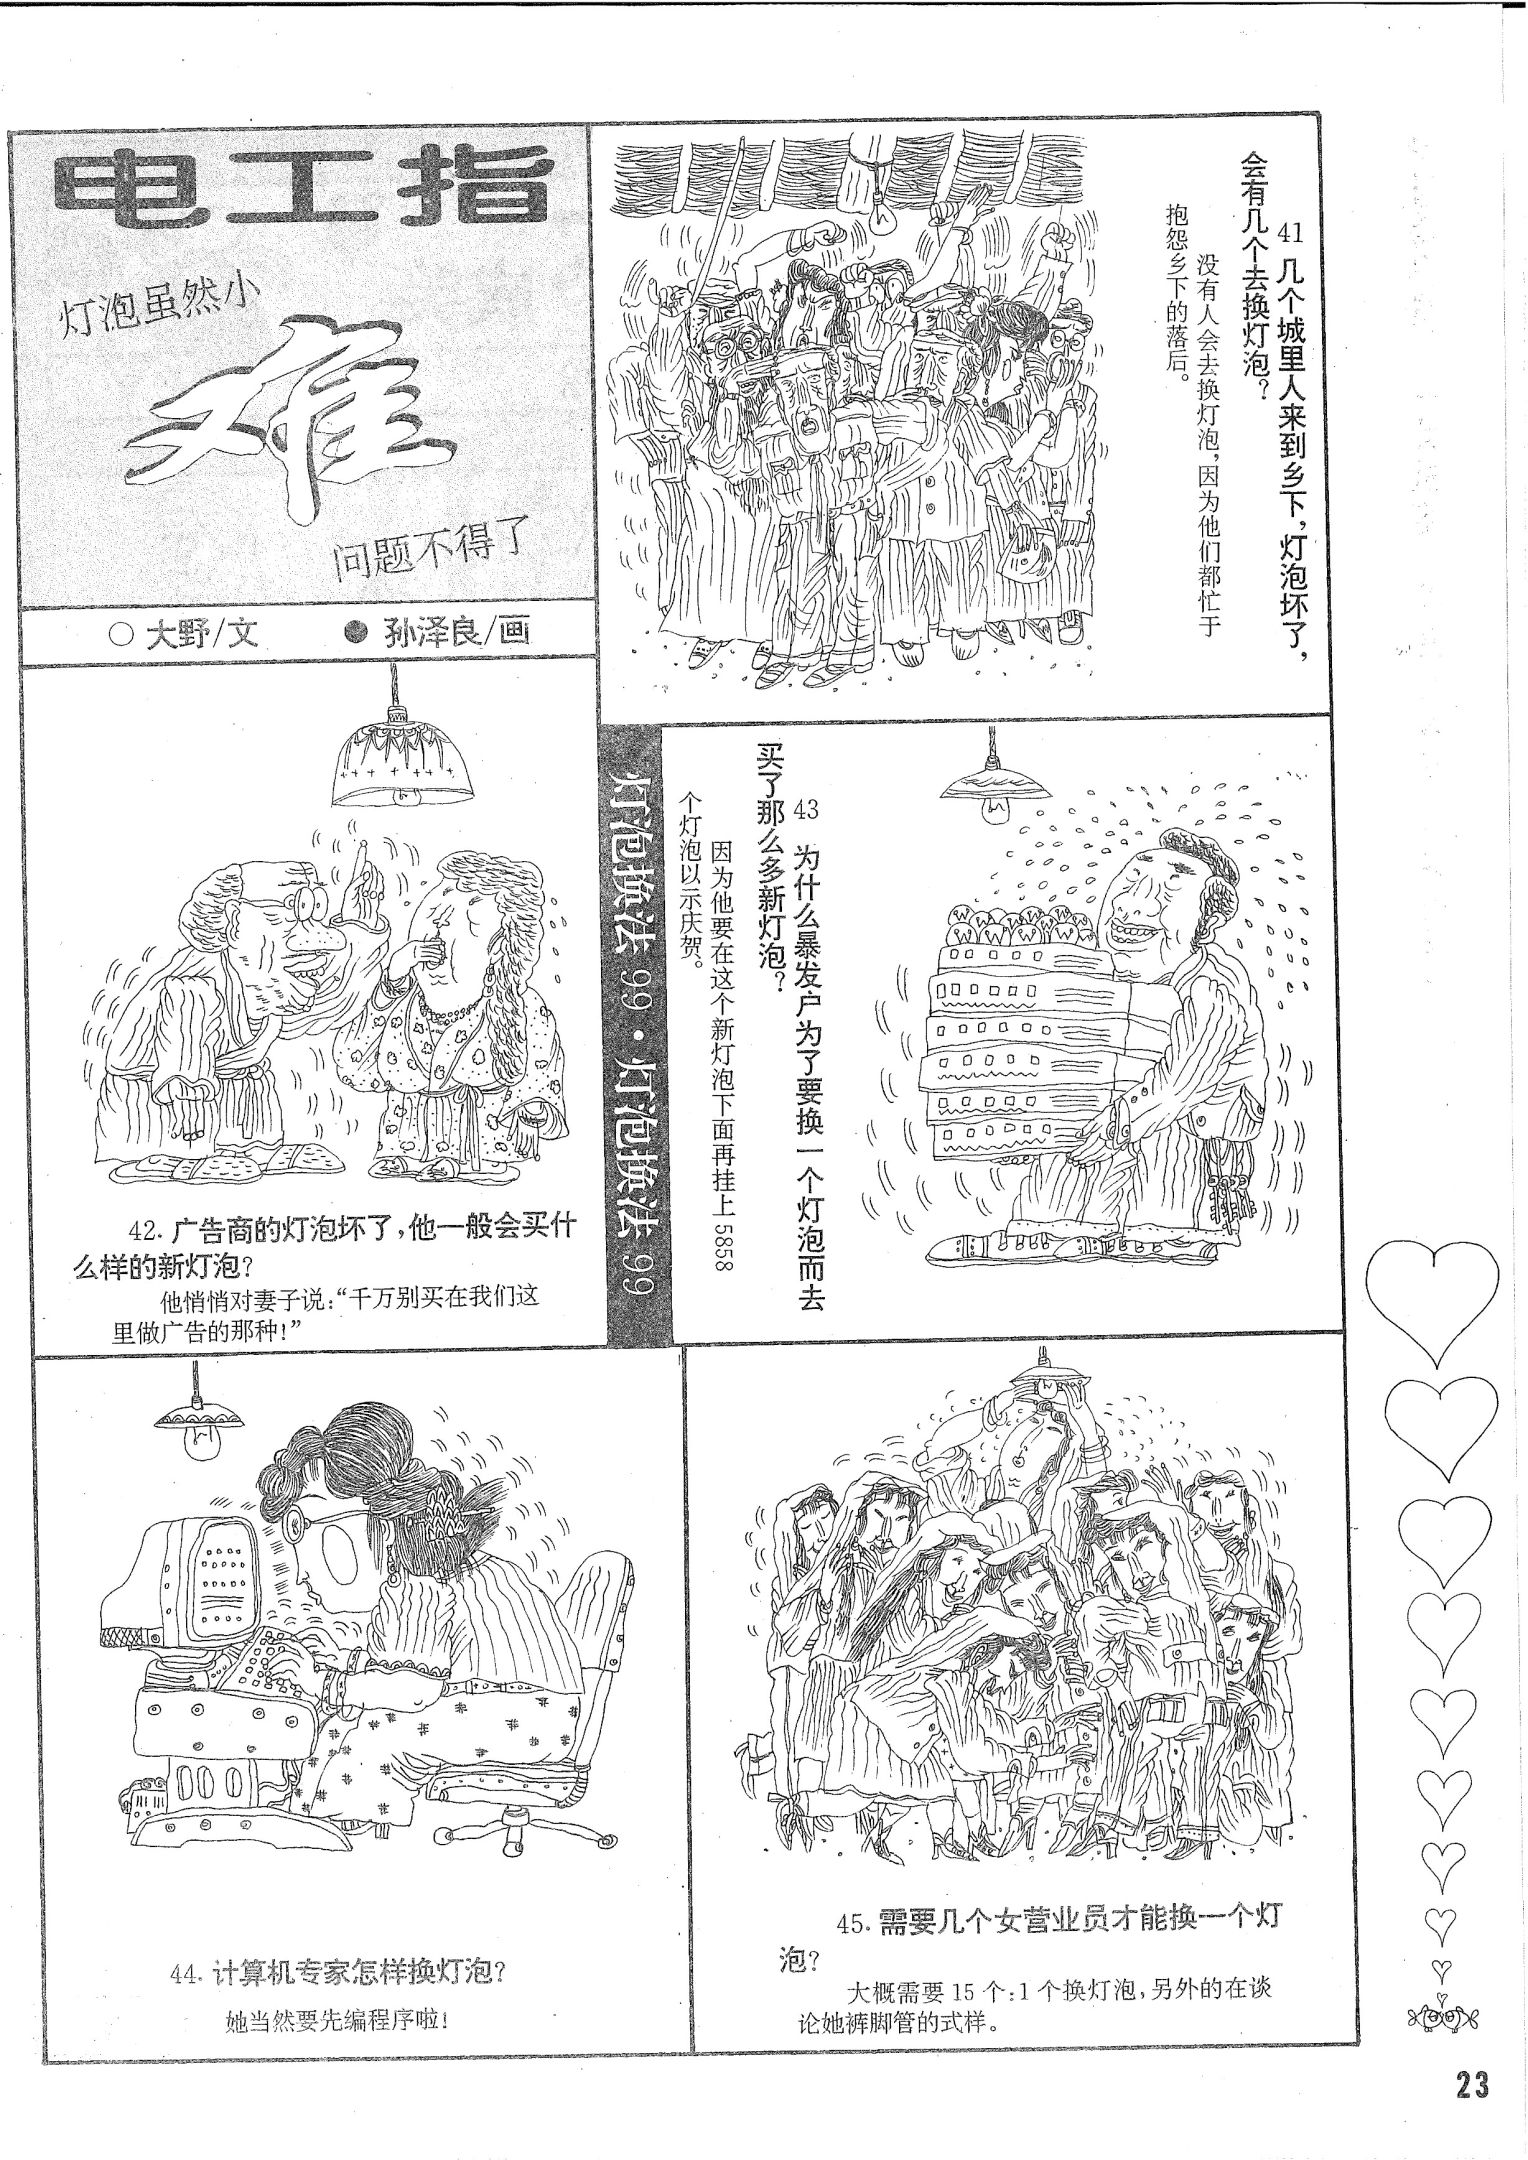 电工指
灯泡虽然小
难
问题不得了
○ 大野/文 ● 孙泽良/画
41 几个城里人来到乡下，灯泡坏了，
会有几个去换灯泡？
没有人会去换灯泡，因为他们都忙于
抱怨乡下的落后。
42. 广告商的灯泡坏了，他一般会买什
么样的新灯泡？
他悄悄对妻子说：“千万别买在我们这
里做广告的那种！”
灯泡换法 99·灯泡换法 99
43 为什么暴发户为了要换一个灯泡而去
买了那么多新灯泡？
因为他要在这个新灯泡下面再挂上 5858
个灯泡以示庆贺。
44. 计算机专家怎样换灯泡？
她当然要先编程序啦！
45. 需要几个女营业员才能换一个灯
泡？
大概需要 15 个：1 个换灯泡，另外的在谈
论她裤脚管的式样。
23